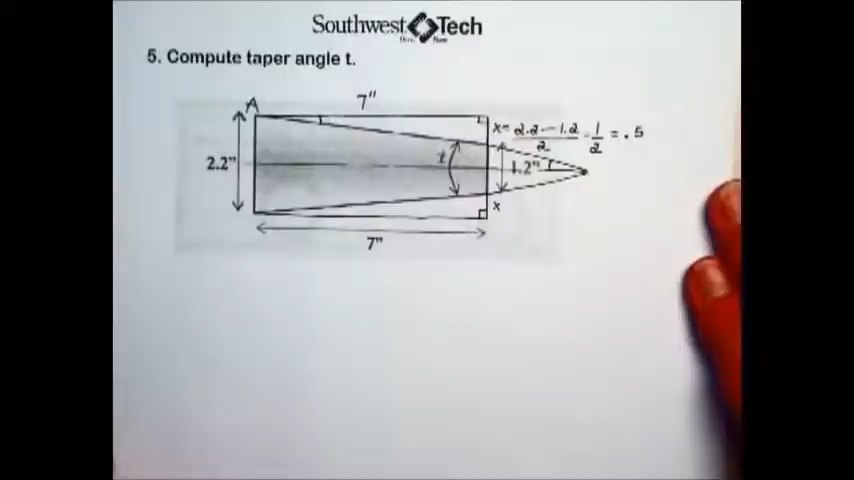 Southwest Tech
5. Compute taper angle t.
A
7"
2.2"
x = 2.2 - 1.2 / 2 = 1/2 = .5
t
1.2"
x
7"